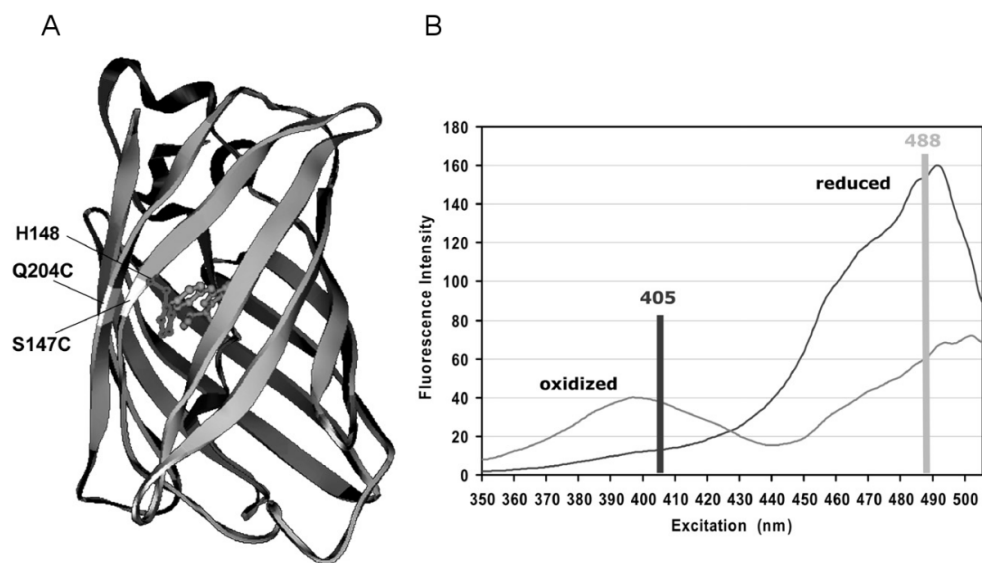 A
B
H148
Q204C
S147C
180
160
140
120
100
80
60
40
20
0
Fluorescence Intensity
488
reduced
405
oxidized
350 360 370 380 390 400 410 420 430 440 450 460 470 480 490 500
Excitation (nm)